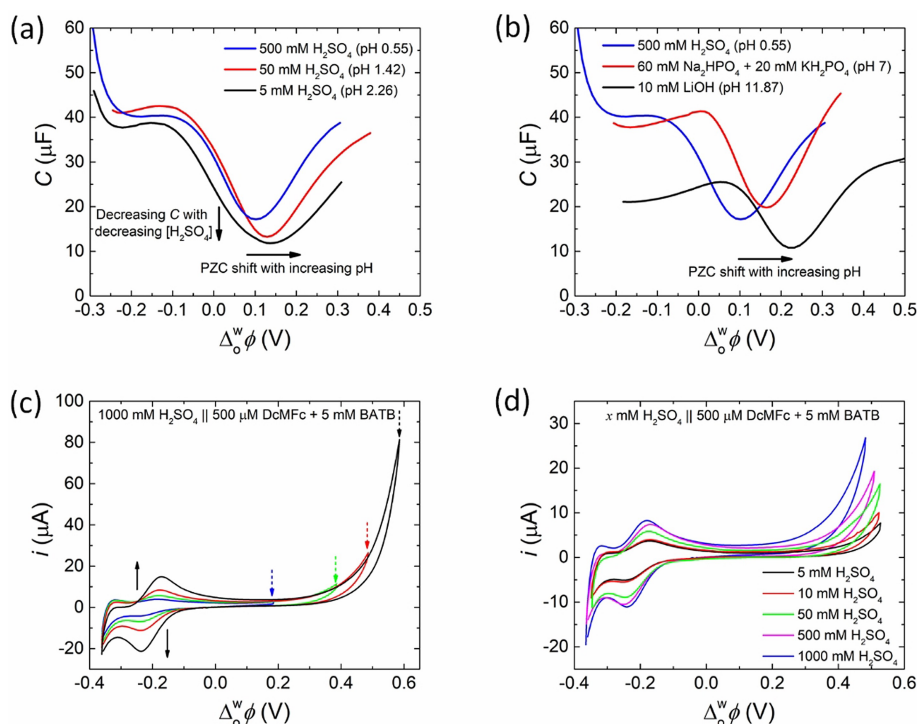 (a)
60
50
40
30
20
10
0
C (μF)
500 mM H₂SO₄ (pH 0.55)
50 mM H₂SO₄ (pH 1.42)
5 mM H₂SO₄ (pH 2.26)
Decreasing C with
decreasing [H₂SO₄]
PZC shift with increasing pH
-0.3 -0.2 -0.1 0.0 0.1 0.2 0.3 0.4 0.5
Δ_o^w ϕ (V)
(b)
60
50
40
30
20
10
0
C (μF)
500 mM H₂SO₄ (pH 0.55)
60 mM Na₂HPO₄ + 20 mM KH₂PO₄ (pH 7)
10 mM LiOH (pH 11.87)
PZC shift with increasing pH
-0.3 -0.2 -0.1 0.0 0.1 0.2 0.3 0.4 0.5
Δ_o^w ϕ (V)
(c)
100
80
60
40
20
0
-20
i (μA)
1000 mM H₂SO₄ || 500 μM DcMFc + 5 mM BATB
-0.4 -0.2 0.0 0.2 0.4 0.6
Δ_o^w ϕ (V)
(d)
30
20
10
0
-10
-20
i (μA)
x mM H₂SO₄ || 500 μM DcMFc + 5 mM BATB
5 mM H₂SO₄
10 mM H₂SO₄
50 mM H₂SO₄
500 mM H₂SO₄
1000 mM H₂SO₄
-0.4 -0.2 0.0 0.2 0.4 0.6
Δ_o^w ϕ (V)